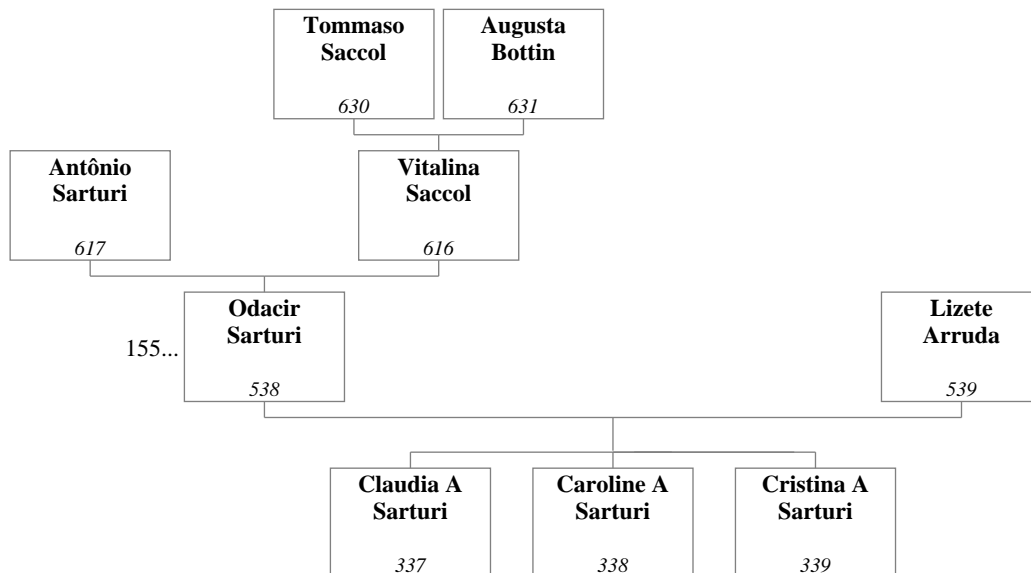 Tommaso
Saccol
630
Augusta
Bottin
631
Antônio
Sarturi
617
Vitalina
Saccol
616
155...
Odacir
Sarturi
538
Lizete
Arruda
539
Claudia A
Sarturi
337
Caroline A
Sarturi
338
Cristina A
Sarturi
339